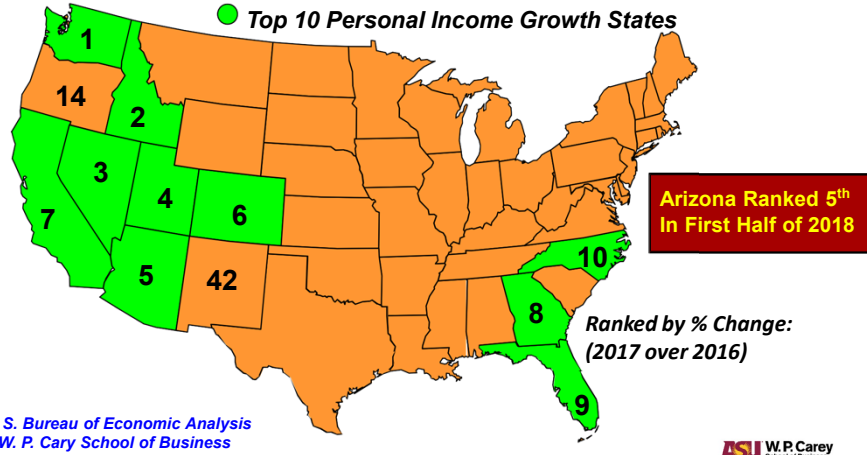 Top 10 Personal Income Growth States
1
14
2
3
4
6
7
5
42
10
8
9
Arizona Ranked 5th
In First Half of 2018
Ranked by % Change:
(2017 over 2016)
S. Bureau of Economic Analysis
W. P. Cary School of Business
ASU W. P. Carey